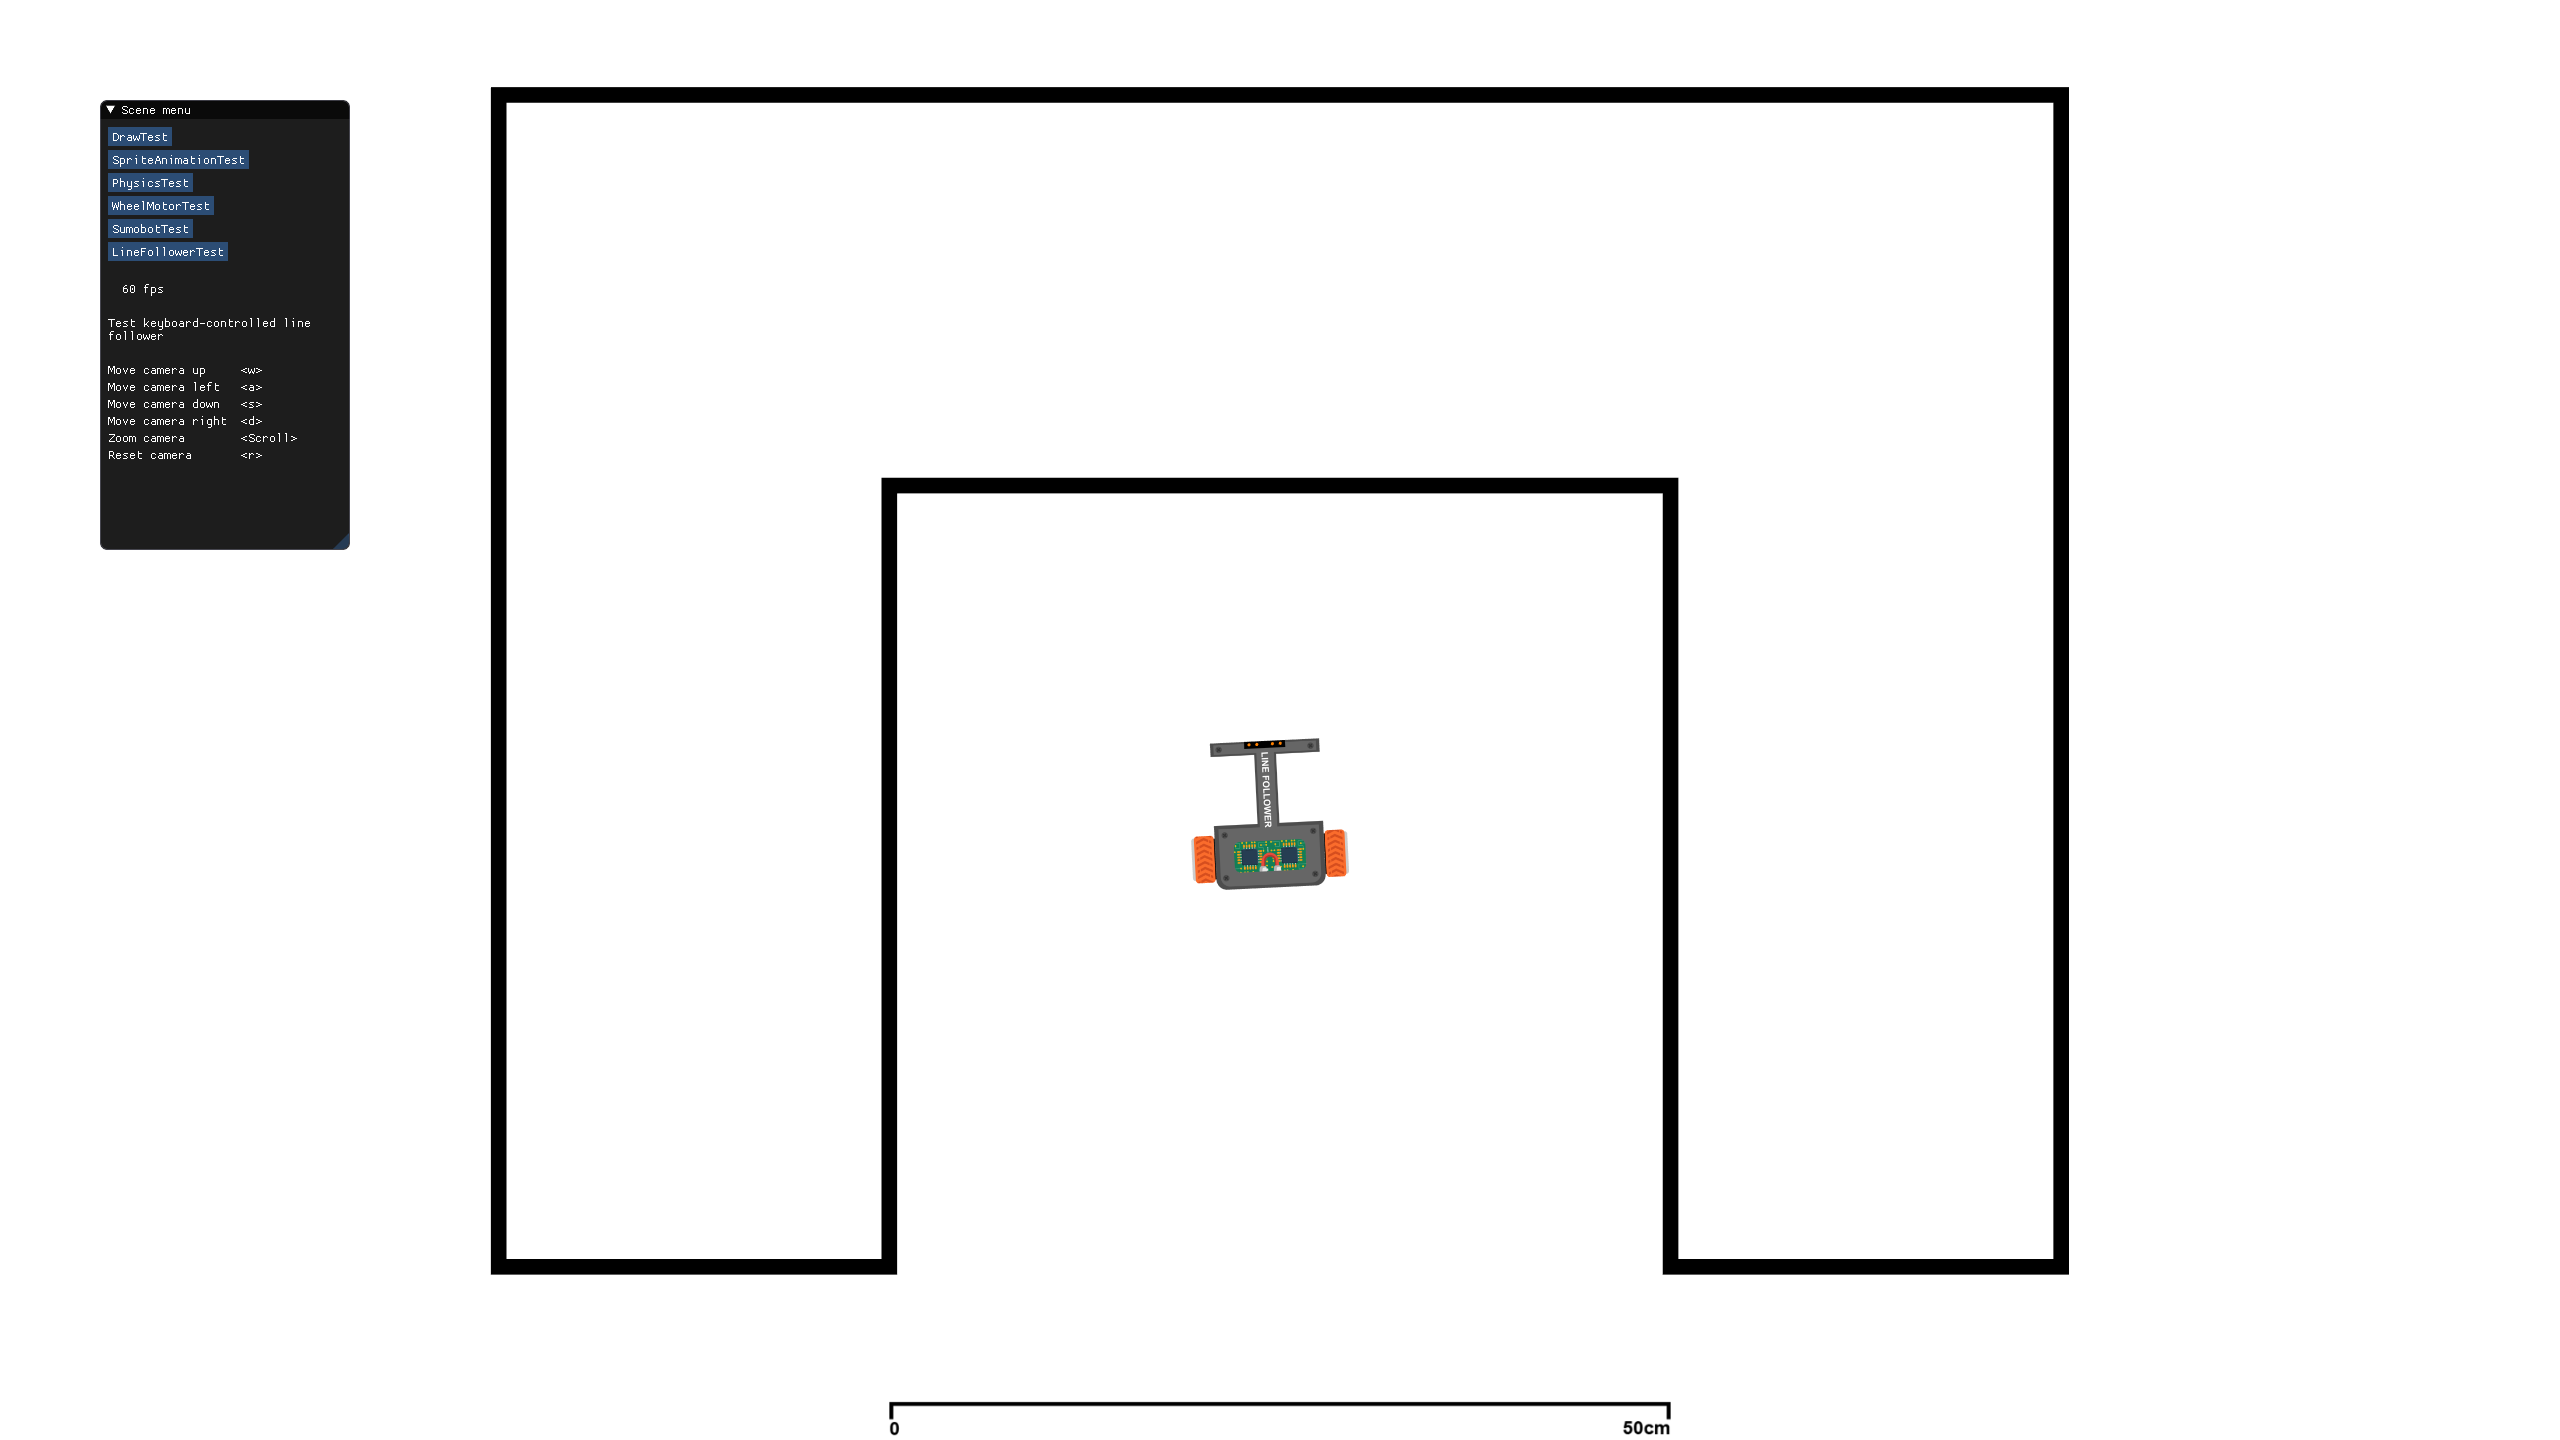 Scene menu
DrawTest
SpriteAnimationTest
PhysicsTest
WheelMotorTest
SumobotTest
LineFollowerTest
60 fps
Test keyboard-controlled line
follower
Move camera up <w>
Move camera left <a>
Move camera down <s>
Move camera right <d>
Zoom camera <Scroll>
Reset camera <r>
LINE FOLLOWER
0 50cm